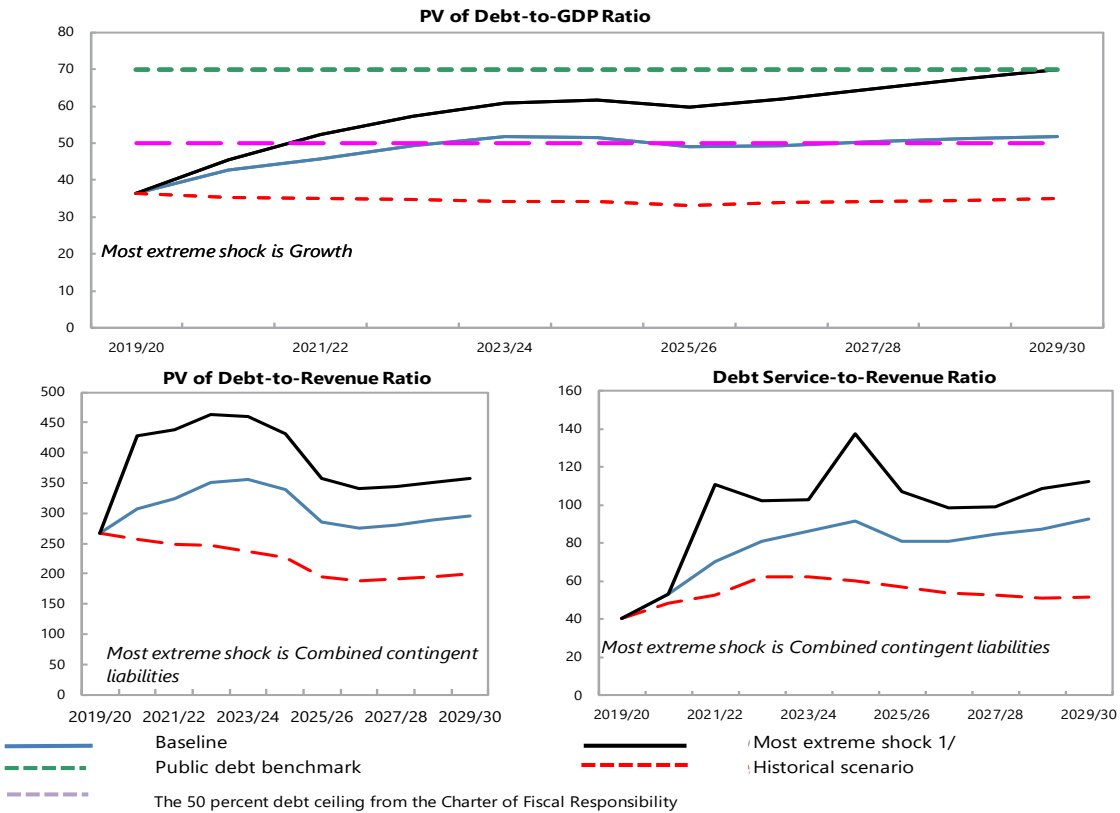 PV of Debt-to-GDP Ratio
80
70
60
50
40
30
20
10
0
Most extreme shock is Growth
2019/20 2021/22 2023/24 2025/26 2027/28 2029/30
PV of Debt-to-Revenue Ratio
500
450
400
350
300
250
200
150
100
50
0
Most extreme shock is Combined contingent
liabilities
2019/20 2021/22 2023/24 2025/26 2027/28 2029/30
Debt Service-to-Revenue Ratio
160
140
120
100
80
60
40
20
0
Most extreme shock is Combined contingent liabilities
2019/20 2021/22 2023/24 2025/26 2027/28 2029/30
Baseline
Public debt benchmark
The 50 percent debt ceiling from the Charter of Fiscal Responsibility
Most extreme shock 1/
Historical scenario